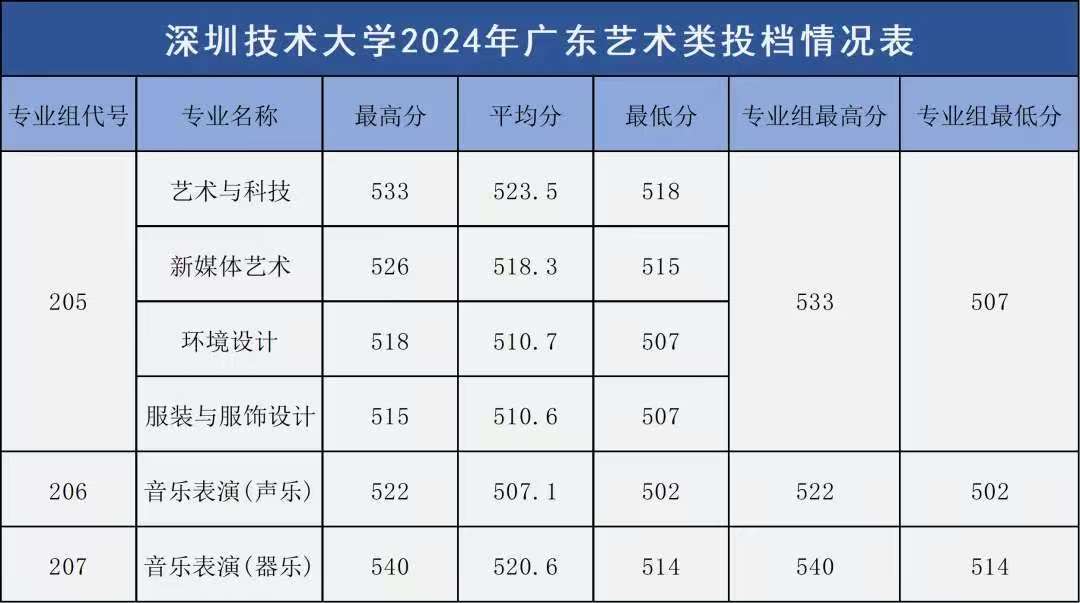 深圳技术大学2024年广东艺术类投档情况表
专业组代号 专业名称 最高分 平均分 最低分 专业组最高分 专业组最低分
205 艺术与科技 533 523.5 518 533 507
新媒体艺术 526 518.3 515
环境设计 518 510.7 507
服装与服饰设计 515 510.6 507
206 音乐表演(声乐) 522 507.1 502 522 502
207 音乐表演(器乐) 540 520.6 514 540 514